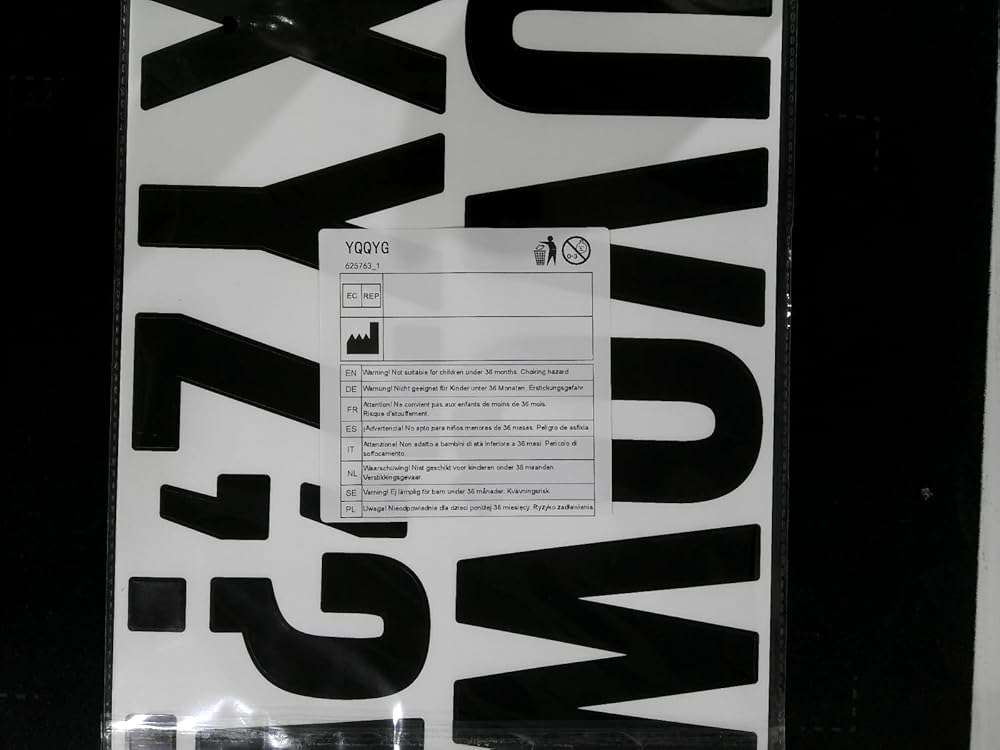 U V O W
X Y Z , ' ?
YQQYG
625763_1
0-3
EC REP
EN Warning! Not suitable for children under 36 months. Choking hazard
DE Warnung! Nicht geeignet für Kinder unter 36 Monaten. Erstickungsgefahr
FR Attention! Ne convient pas aux enfants de moins de 36 mois.
Risque d'étouffement.
ES ¡Advertencia! No apto para niños menores de 36 mases. Peligro de asfixia
IT Attenzione! Non adatto a bambini di età inferiore a 36 mesi. Pericolo di
soffocamento
NL Waarschuwing! Niet geschikt voor kinderen onder 36 maanden.
Verstikkingsgevaar.
SE Varning! Ej lämplig för barn under 36 månader. Kvävningsrisk.
PL Uwaga! Nieodpowiednie dla dzieci poniżej 36 miesięcy. Ryzyko zadławienia